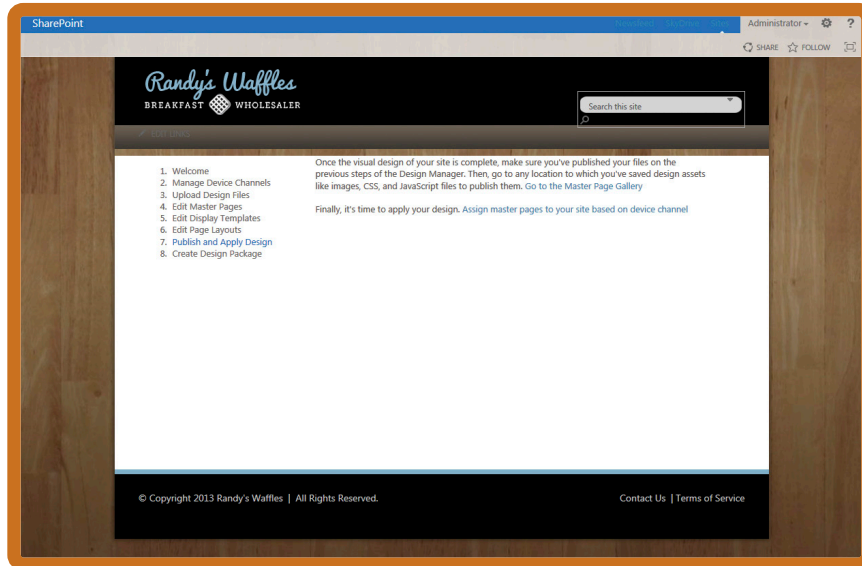 SharePoint
Newsfeed SkyDrive Sites
Administrator
?
SHARE FOLLOW
Randy's Waffles
BREAKFAST WHOLESALER
Search this site
EDIT LINKS
1. Welcome
2. Manage Device Channels
3. Upload Design Files
4. Edit Master Pages
5. Edit Display Templates
6. Edit Page Layouts
7. Publish and Apply Design
8. Create Design Package
Once the visual design of your site is complete, make sure you've published your files on the
previous steps of the Design Manager. Then, go to any location to which you've saved design assets
like images, CSS, and JavaScript files to publish them. Go to the Master Page Gallery
Finally, it's time to apply your design. Assign master pages to your site based on device channel
© Copyright 2013 Randy's Waffles | All Rights Reserved.
Contact Us | Terms of Service